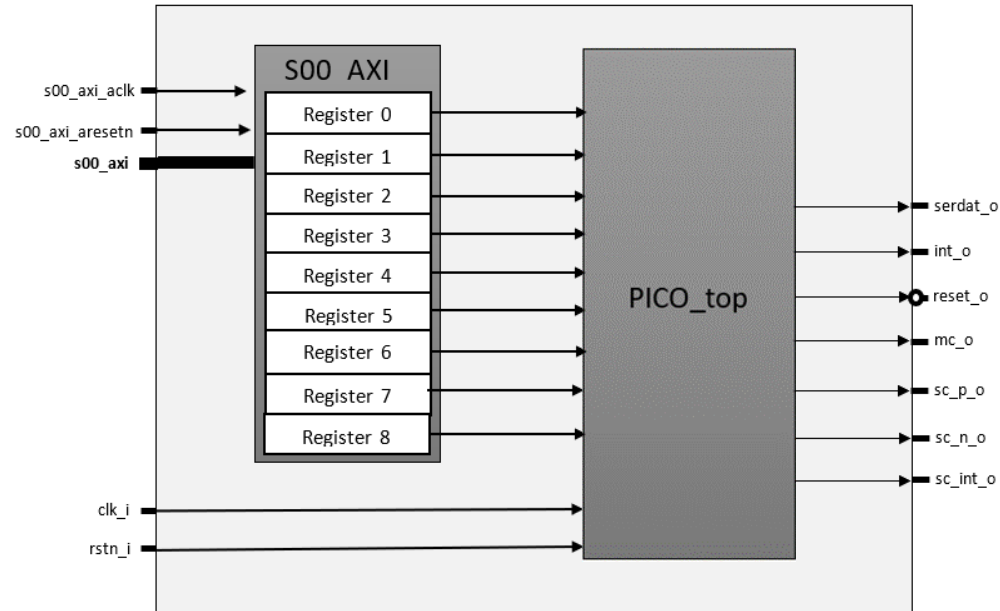 S00 AXI
s00_axi_aclk
s00_axi_aresetn
s00_axi
Register 0
Register 1
Register 2
Register 3
Register 4
Register 5
Register 6
Register 7
Register 8
clk_i
rstn_i
PICO_top
serdat_o
int_o
reset_o
mc_o
sc_p_o
sc_n_o
sc_int_o